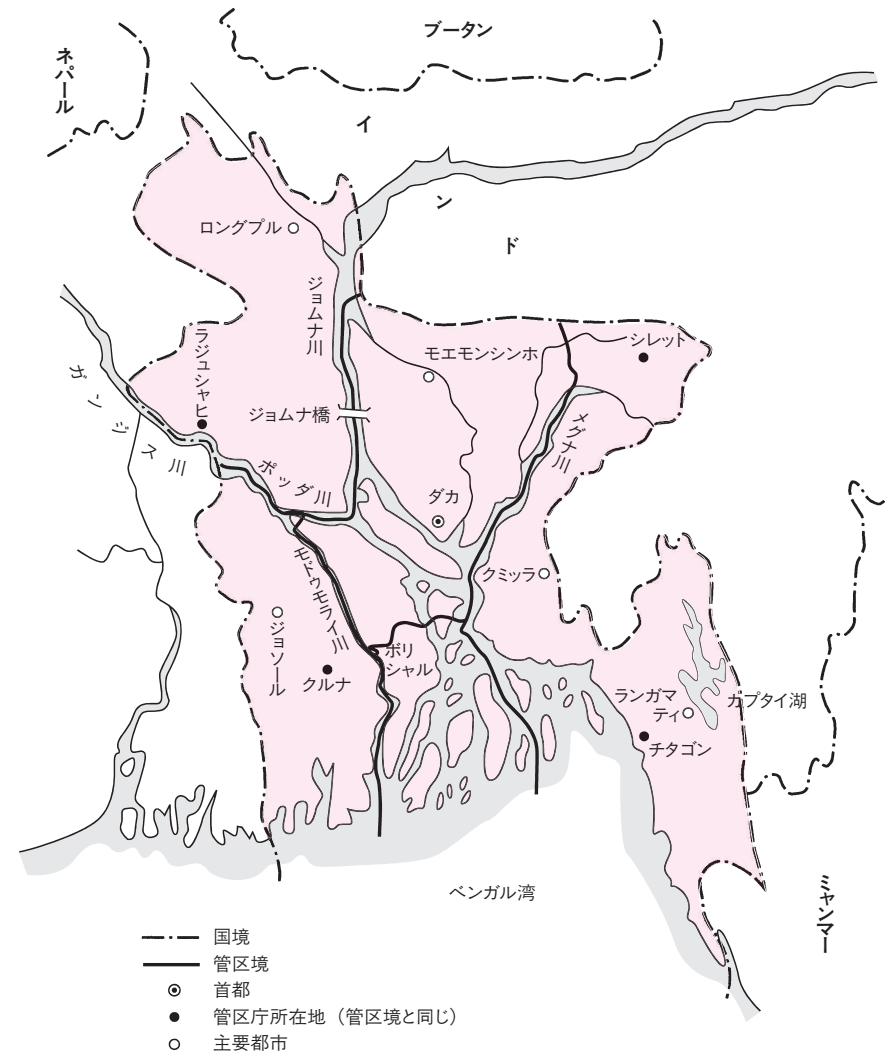 ブータン
ネパール
インド
ロングプル
ジョムナ川
ラジュシャヒ
モエモンシンホ
シレット
ガンジス川
ジョムナ橋
メグナ川
ポッダ川
ダカ
クミッラ
モドゥモライ川
ジョソール
ボリ
シャル
クルナ
ランガマ
ティ
カプタイ湖
チタゴン
ベンガル湾
ミャンマー
国境
管区境
首都
管区庁所在地（管区境と同じ）
主要都市